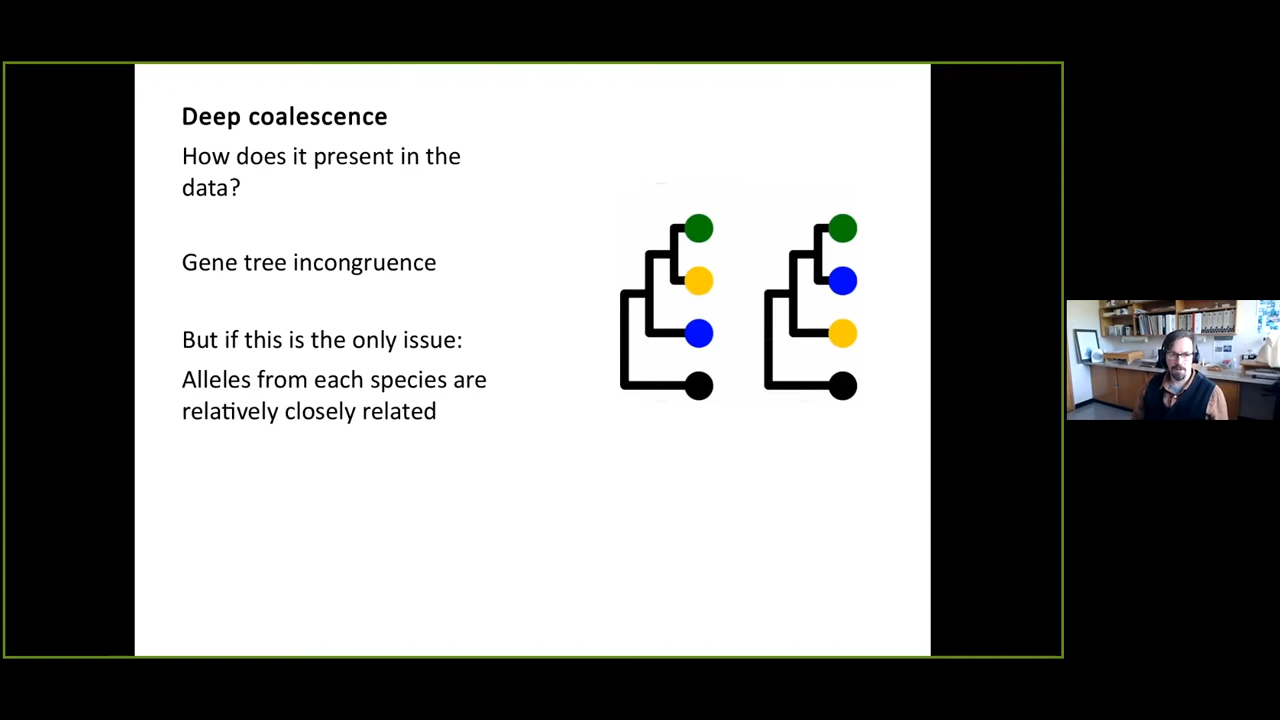 Deep coalescence
How does it present in the
data?
Gene tree incongruence
But if this is the only issue:
Alleles from each species are
relatively closely related